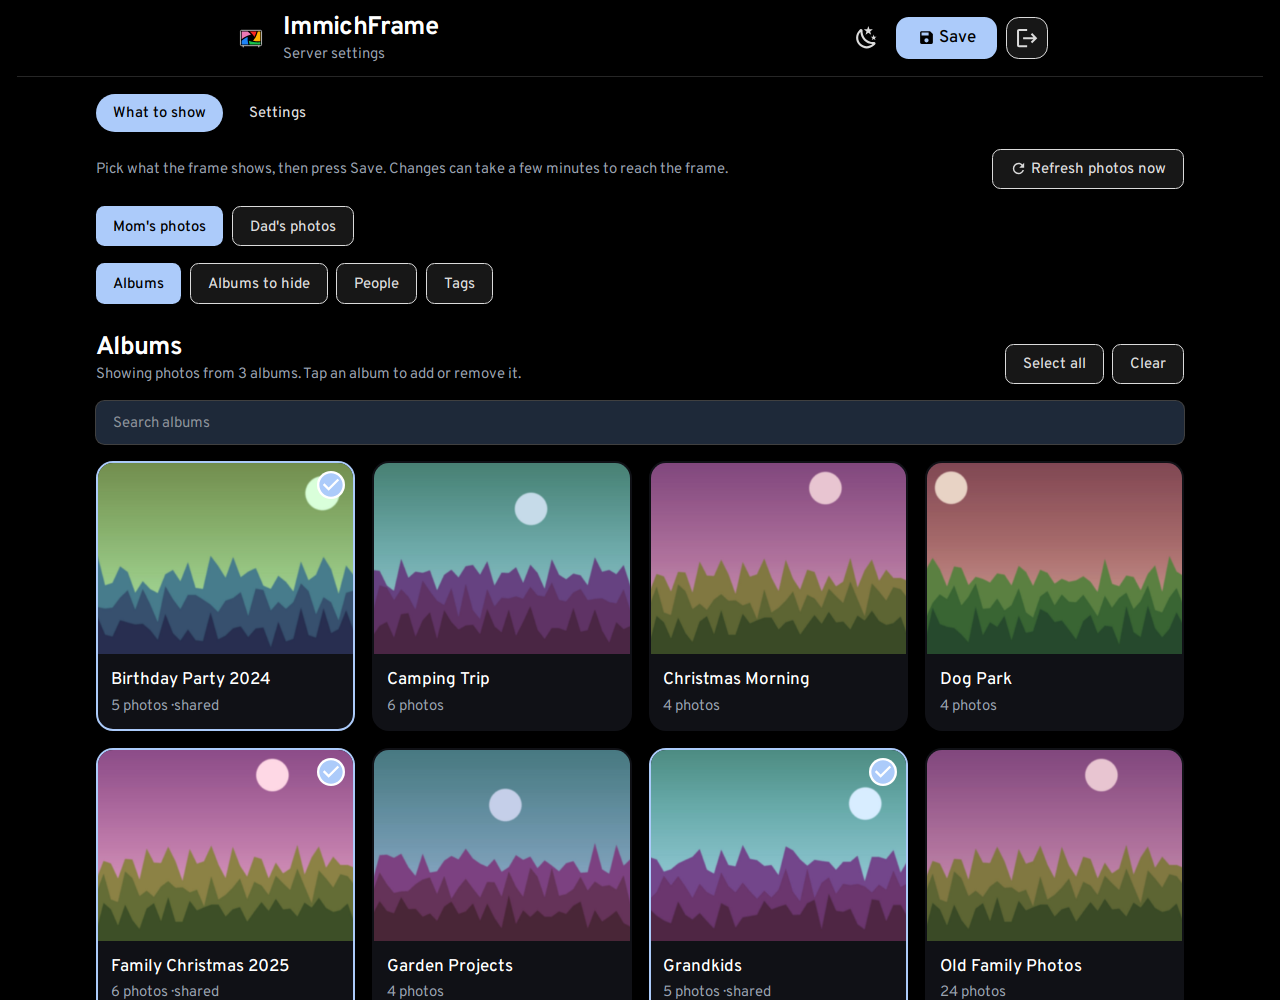 ImmichFrame
Server settings
Save
What to show
Settings
Pick what the frame shows, then press Save. Changes can take a few minutes to reach the frame.
Refresh photos now
Mom's photos
Dad's photos
Albums
Albums to hide
People
Tags
Albums
Showing photos from 3 albums. Tap an album to add or remove it.
Select all
Clear
Search albums
Birthday Party 2024
5 photos ·shared
Camping Trip
6 photos
Christmas Morning
4 photos
Dog Park
4 photos
Family Christmas 2025
6 photos ·shared
Garden Projects
4 photos
Grandkids
5 photos ·shared
Old Family Photos
24 photos